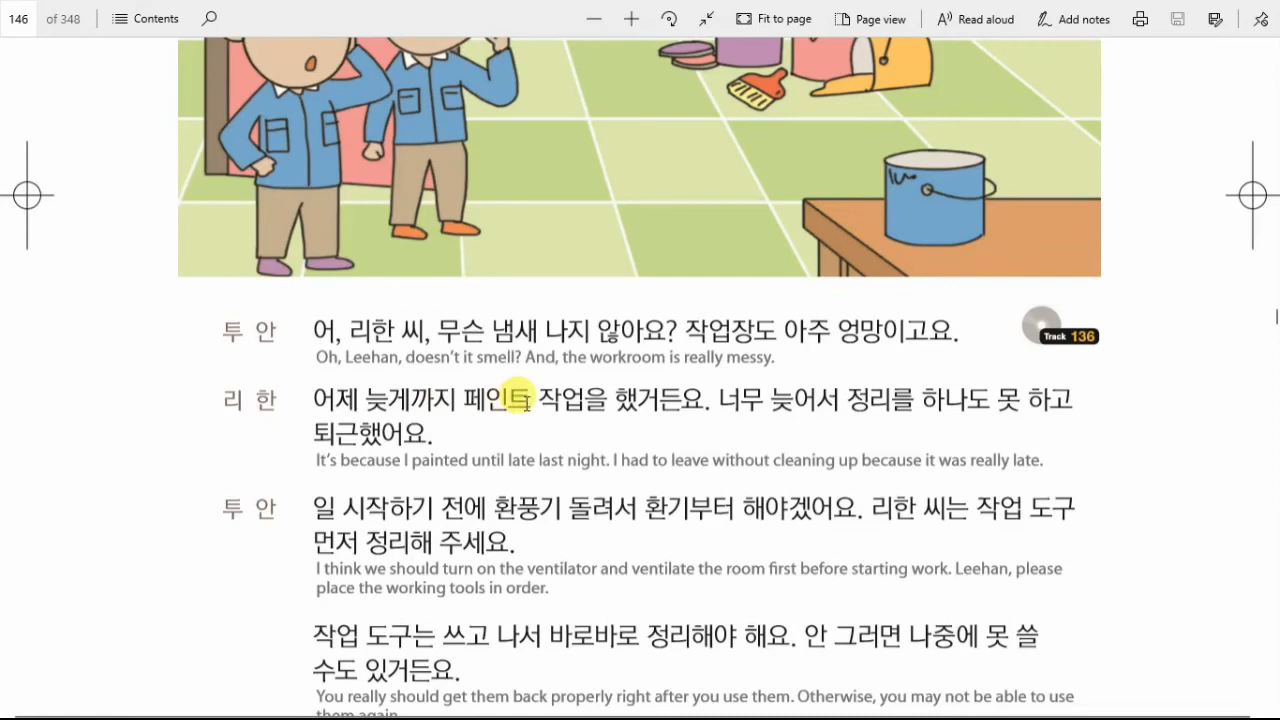 146 of 348 Contents Fit to page Page view Read aloud Add notes
투 안 어, 리한 씨, 무슨 냄새 나지 않아요? 작업장도 아주 엉망이고요. Track 136
Oh, Leehan, doesn't it smell? And, the workroom is really messy.
리 한 어제 늦게까지 페인트 작업을 했거든요. 너무 늦어서 정리를 하나도 못 하고
퇴근했어요.
It's because I painted until late last night. I had to leave without cleaning up because it was really late.
투 안 일 시작하기 전에 환풍기 돌려서 환기부터 해야겠어요. 리한 씨는 작업 도구
먼저 정리해 주세요.
I think we should turn on the ventilator and ventilate the room first before starting work. Leehan, please
place the working tools in order.
작업 도구는 쓰고 나서 바로바로 정리해야 해요. 안 그러면 나중에 못 쓸
수도 있거든요.
You really should get them back properly right after you use them. Otherwise, you may not be able to use
them again.